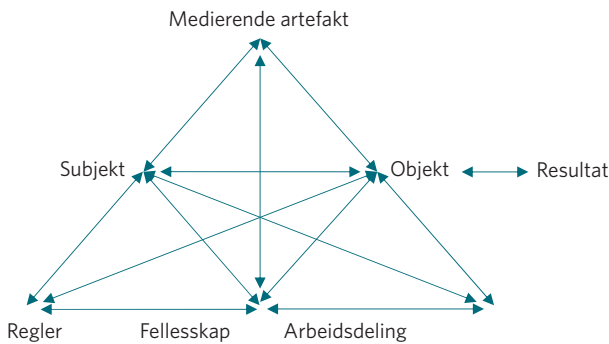 Medierende artefakt
Subjekt Objekt Resultat
Regler Fellesskap Arbeidsdeling